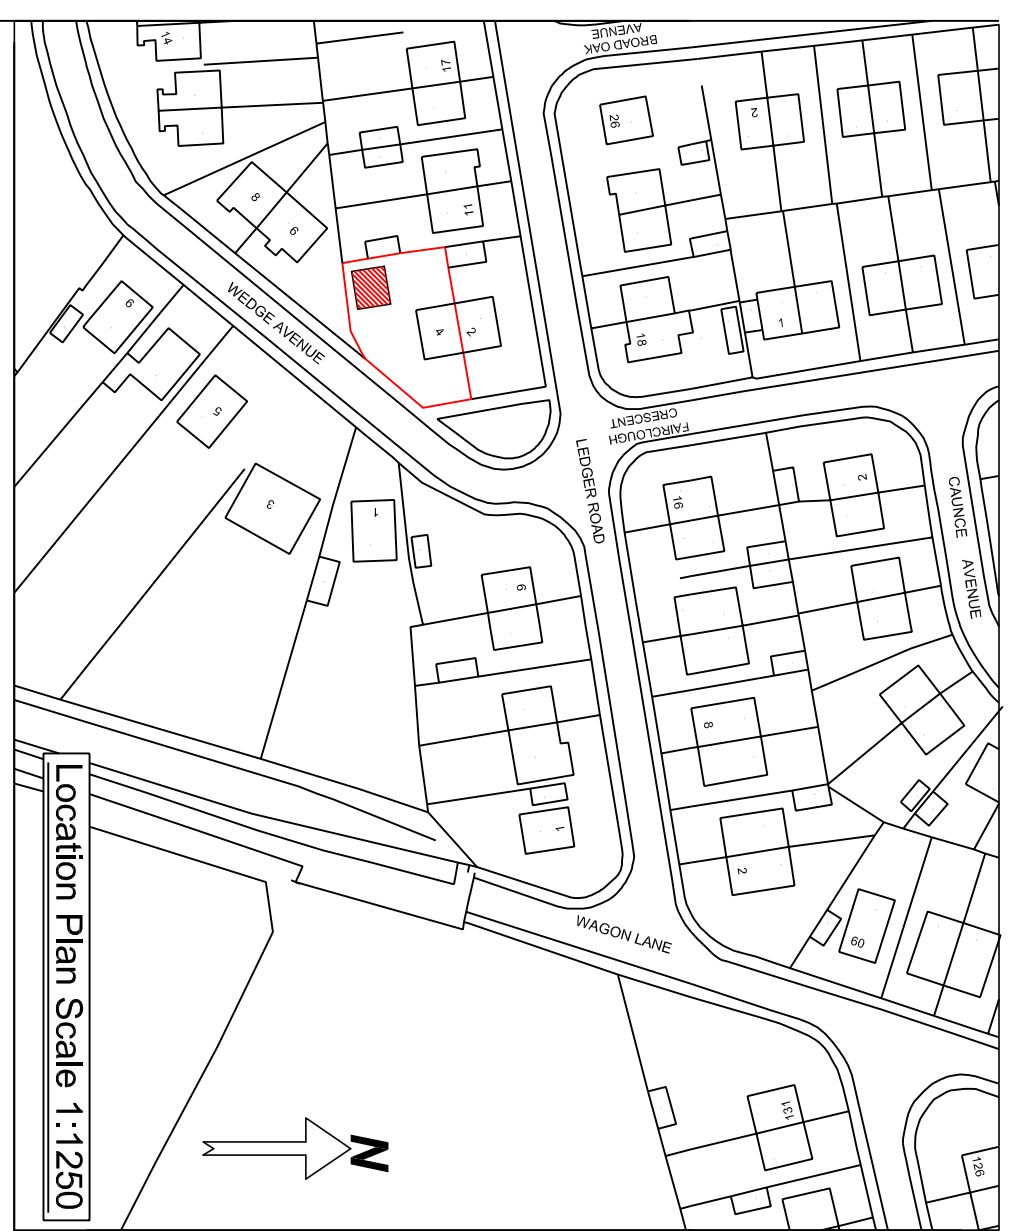 BROAD OAK
AVENUE
14
17
26
2
8
6
11
WEDGE AVENUE
4
2
18
1
9
5
FAIRCLOUGH
CRESCENT
LEDGER ROAD
CAUNCE AVENUE
3
1
16
2
9
8
1
2
60
WAGON LANE
131
126
N
Location Plan Scale 1:1250